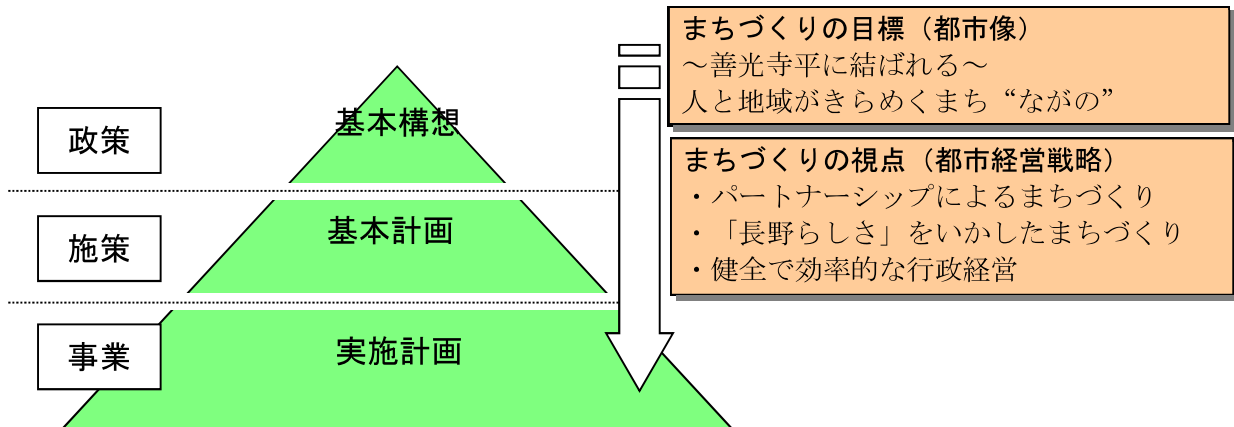 まちづくりの目標（都市像）
～善光寺平に結ばれる～
人と地域がきらめくまち“ながの”
政策
基本構想
まちづくりの視点（都市経営戦略）
・パートナーシップによるまちづくり
・「長野らしさ」をいかしたまちづくり
・健全で効率的な行政経営
施策
基本計画
事業
実施計画